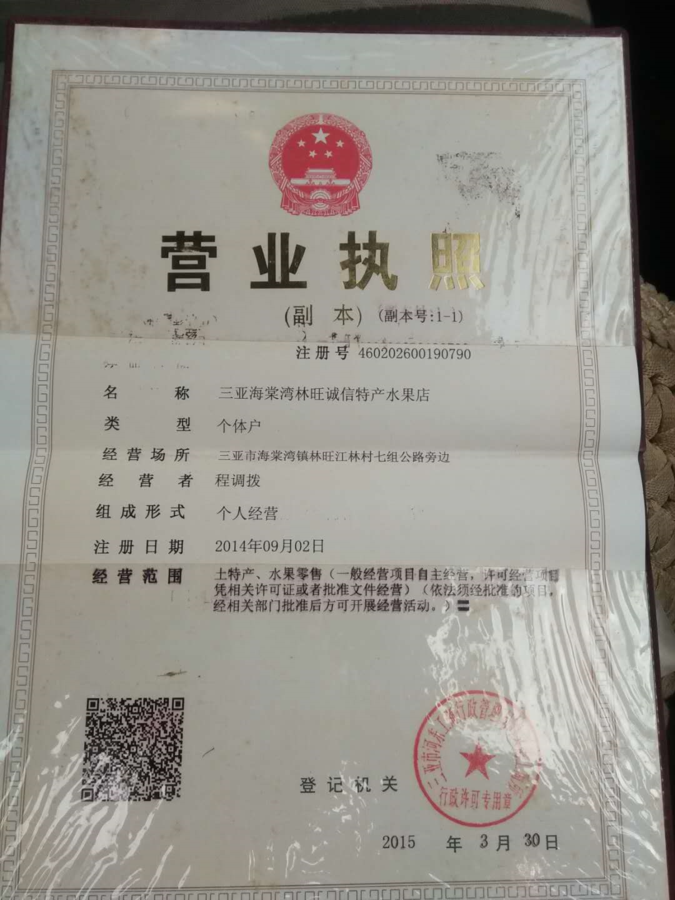 营业执照
(副 本) (副本号:1-1)
注册号 460202600190790
名 称 三亚海棠湾林旺诚信特产水果店
类 型 个体户
经营场所 三亚市海棠湾镇林旺江林村七组公路旁边
经 营 者 程调拨
组成形式 个人经营
注册日期 2014年09月02日
经营范围 土特产、水果零售（一般经营项目自主经营，许可经营项目
凭相关许可证或者批准文件经营）（依法须经批准的项目，
经相关部门批准后方可开展经营活动。）
登记机关
行政许可专用章
2015 年 3 月 30 日